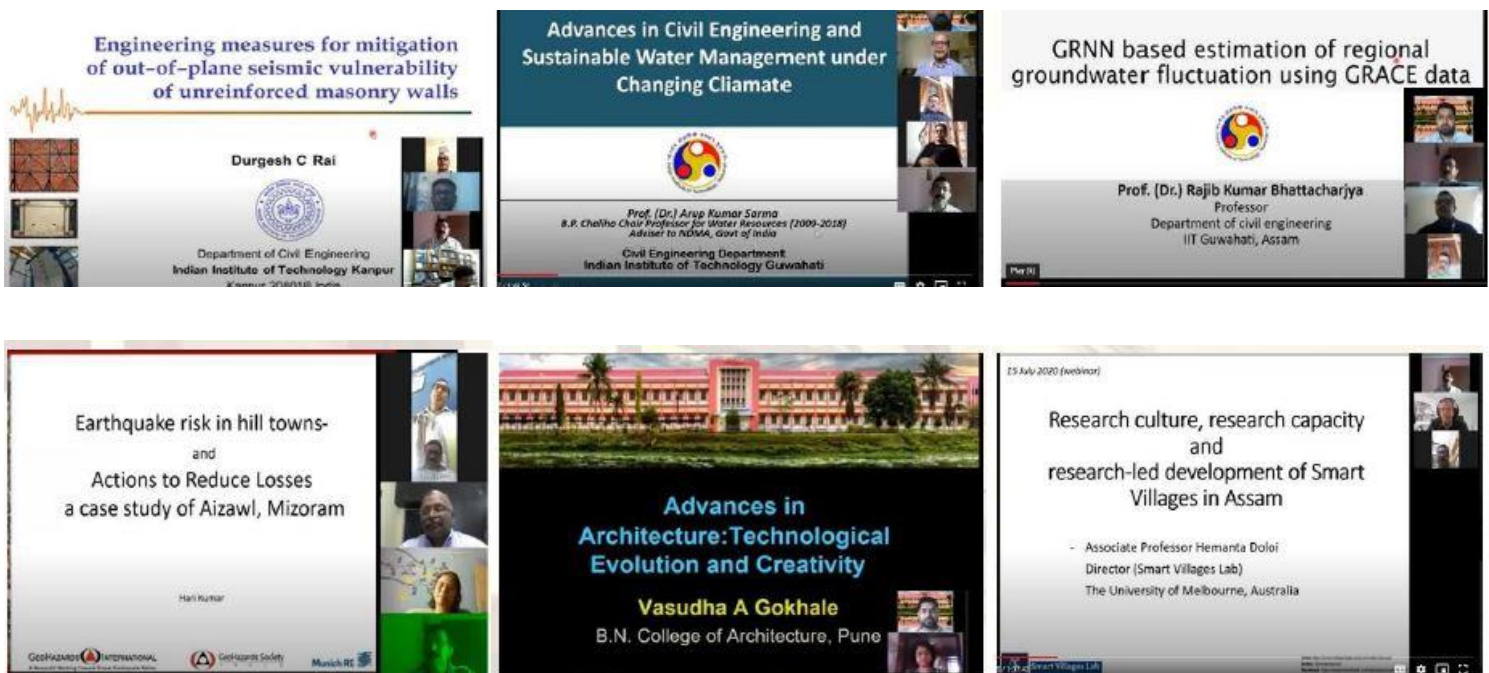 Engineering measures for mitigation
of out-of-plane seismic vulnerability
of unreinforced masonry walls
Durgesh C Rai
Department of Civil Engineering
Indian Institute of Technology Kanpur
Advances in Civil Engineering and
Sustainable Water Management under
Changing Cliamate
Prof. (Dr.) Arup Kumar Sarma
B.P. Chaliho Chair Professor for Water Resources (2009-2018)
Adviser to NDMA, Govt of India
Civil Engineering Department
Indian Institute of Technology Guwahati
GRNN based estimation of regional
groundwater fluctuation using GRACE data
Prof. (Dr.) Rajib Kumar Bhattacharjya
Professor
Department of civil engineering
IIT Guwahati, Assam
Play (k)
Earthquake risk in hill towns-
and
Actions to Reduce Losses
a case study of Aizawl, Mizoram
Hari Kumar
GEOHAZARDS INTERNATIONAL
GeoHazards Society
Munich RE
Advances in
Architecture:Technological
Evolution and Creativity
Vasudha A Gokhale
B.N. College of Architecture, Pune
15 July 2020 (webinar)
Research culture, research capacity
and
research-led development of Smart
Villages in Assam
- Associate Professor Hemanta Doloi
Director (Smart Villages Lab)
The University of Melbourne, Australia
Smart Villages Lab